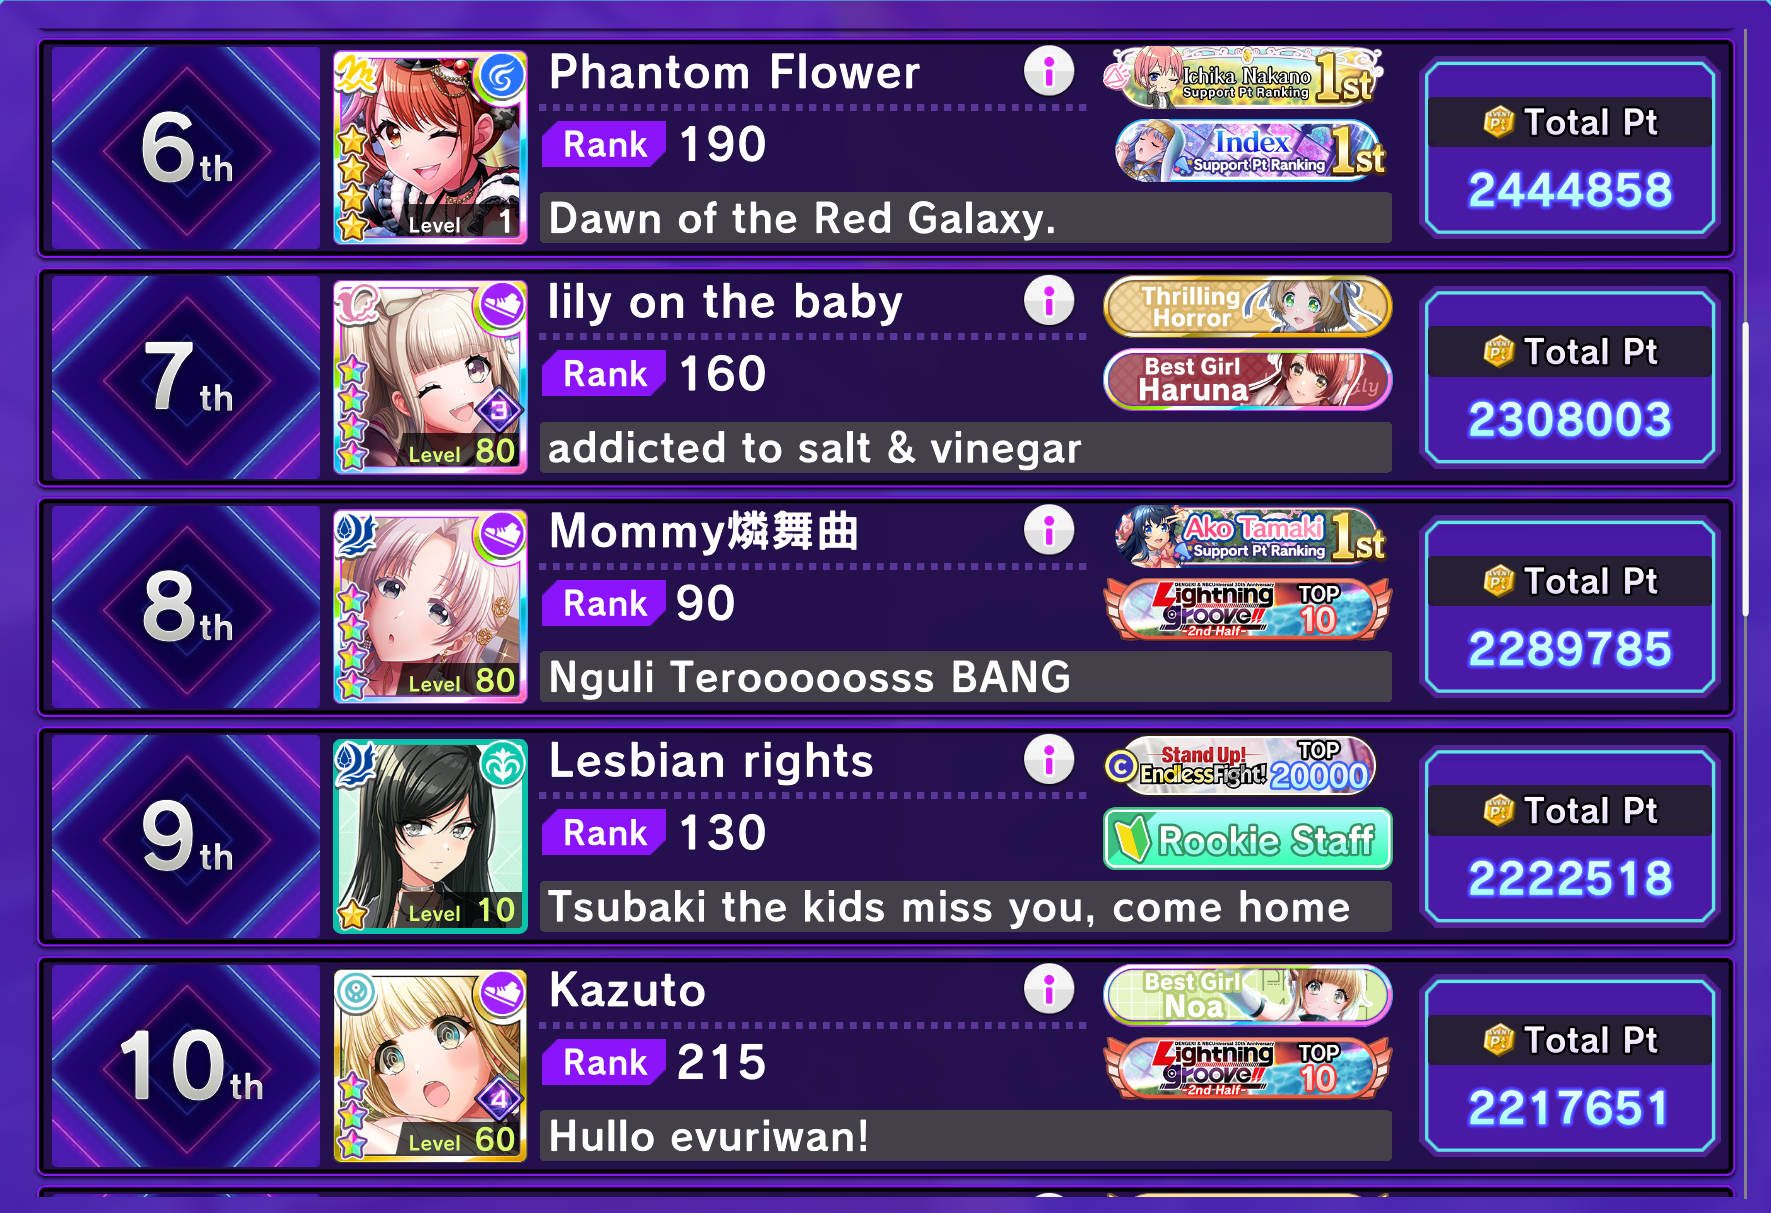 6th
Level 1
Phantom Flower
Rank 190
Dawn of the Red Galaxy.
Ichika Nakano
Support Pt Ranking
1st
Index
Support Pt Ranking
1st
Total Pt
2444858
7th
3
Level 80
lily on the baby
Rank 160
addicted to salt & vinegar
Thrilling
Horror
Best Girl
Haruna
Total Pt
2308003
8th
Level 80
Mommy燐舞曲
Rank 90
Nguli Terooooosss BANG
Ako Tamaki
Support Pt Ranking
1st
Lightning
groove!!
-2nd Half-
TOP
10
Total Pt
2289785
9th
Level 10
Lesbian rights
Rank 130
Tsubaki the kids miss you, come home
C
Stand Up!
EndlessFight!
TOP
20000
Rookie Staff
Total Pt
2222518
10th
4
Level 60
Kazuto
Rank 215
Hullo evuriwan!
Best Girl
Noa
Lightning
groove!!
-2nd Half-
TOP
10
Total Pt
2217651